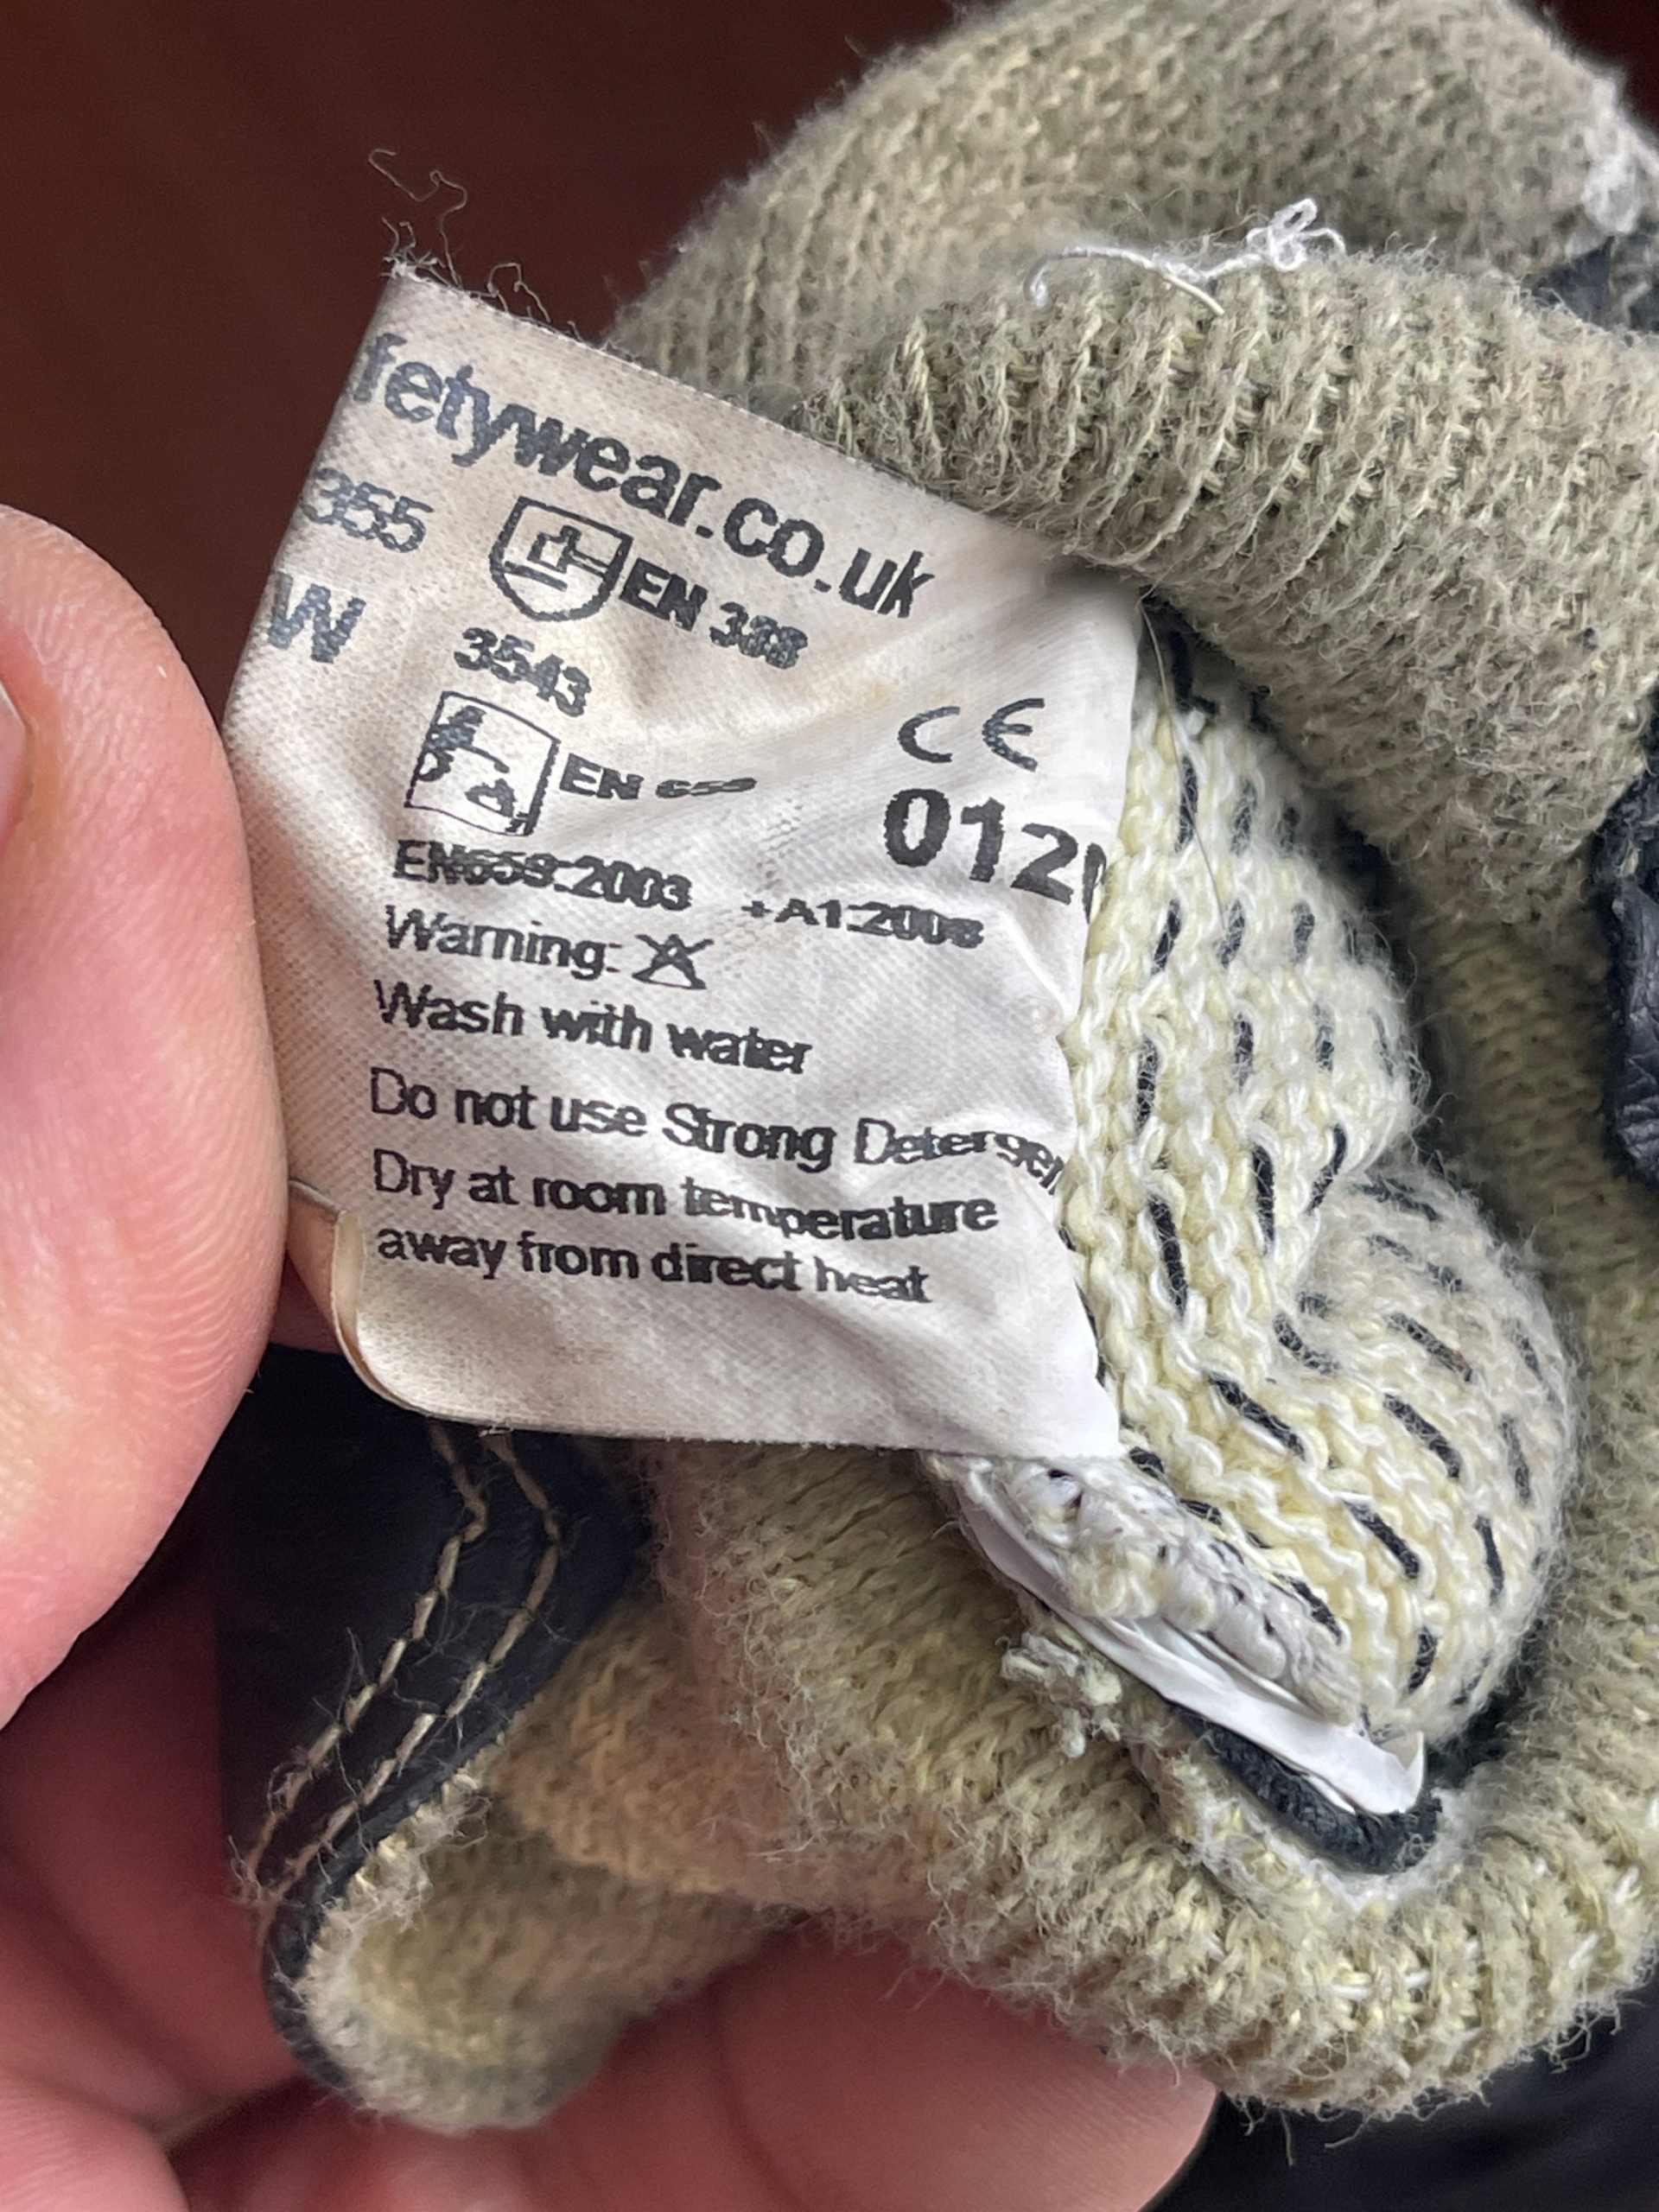 fetywear.co.uk
355
EN 388
W
3543
CE
EN 659
012
EN659:2003 +A1:2008
Warning:
Wash with water
Do not use Strong Deterge
Dry at room temperature
away from direct heat